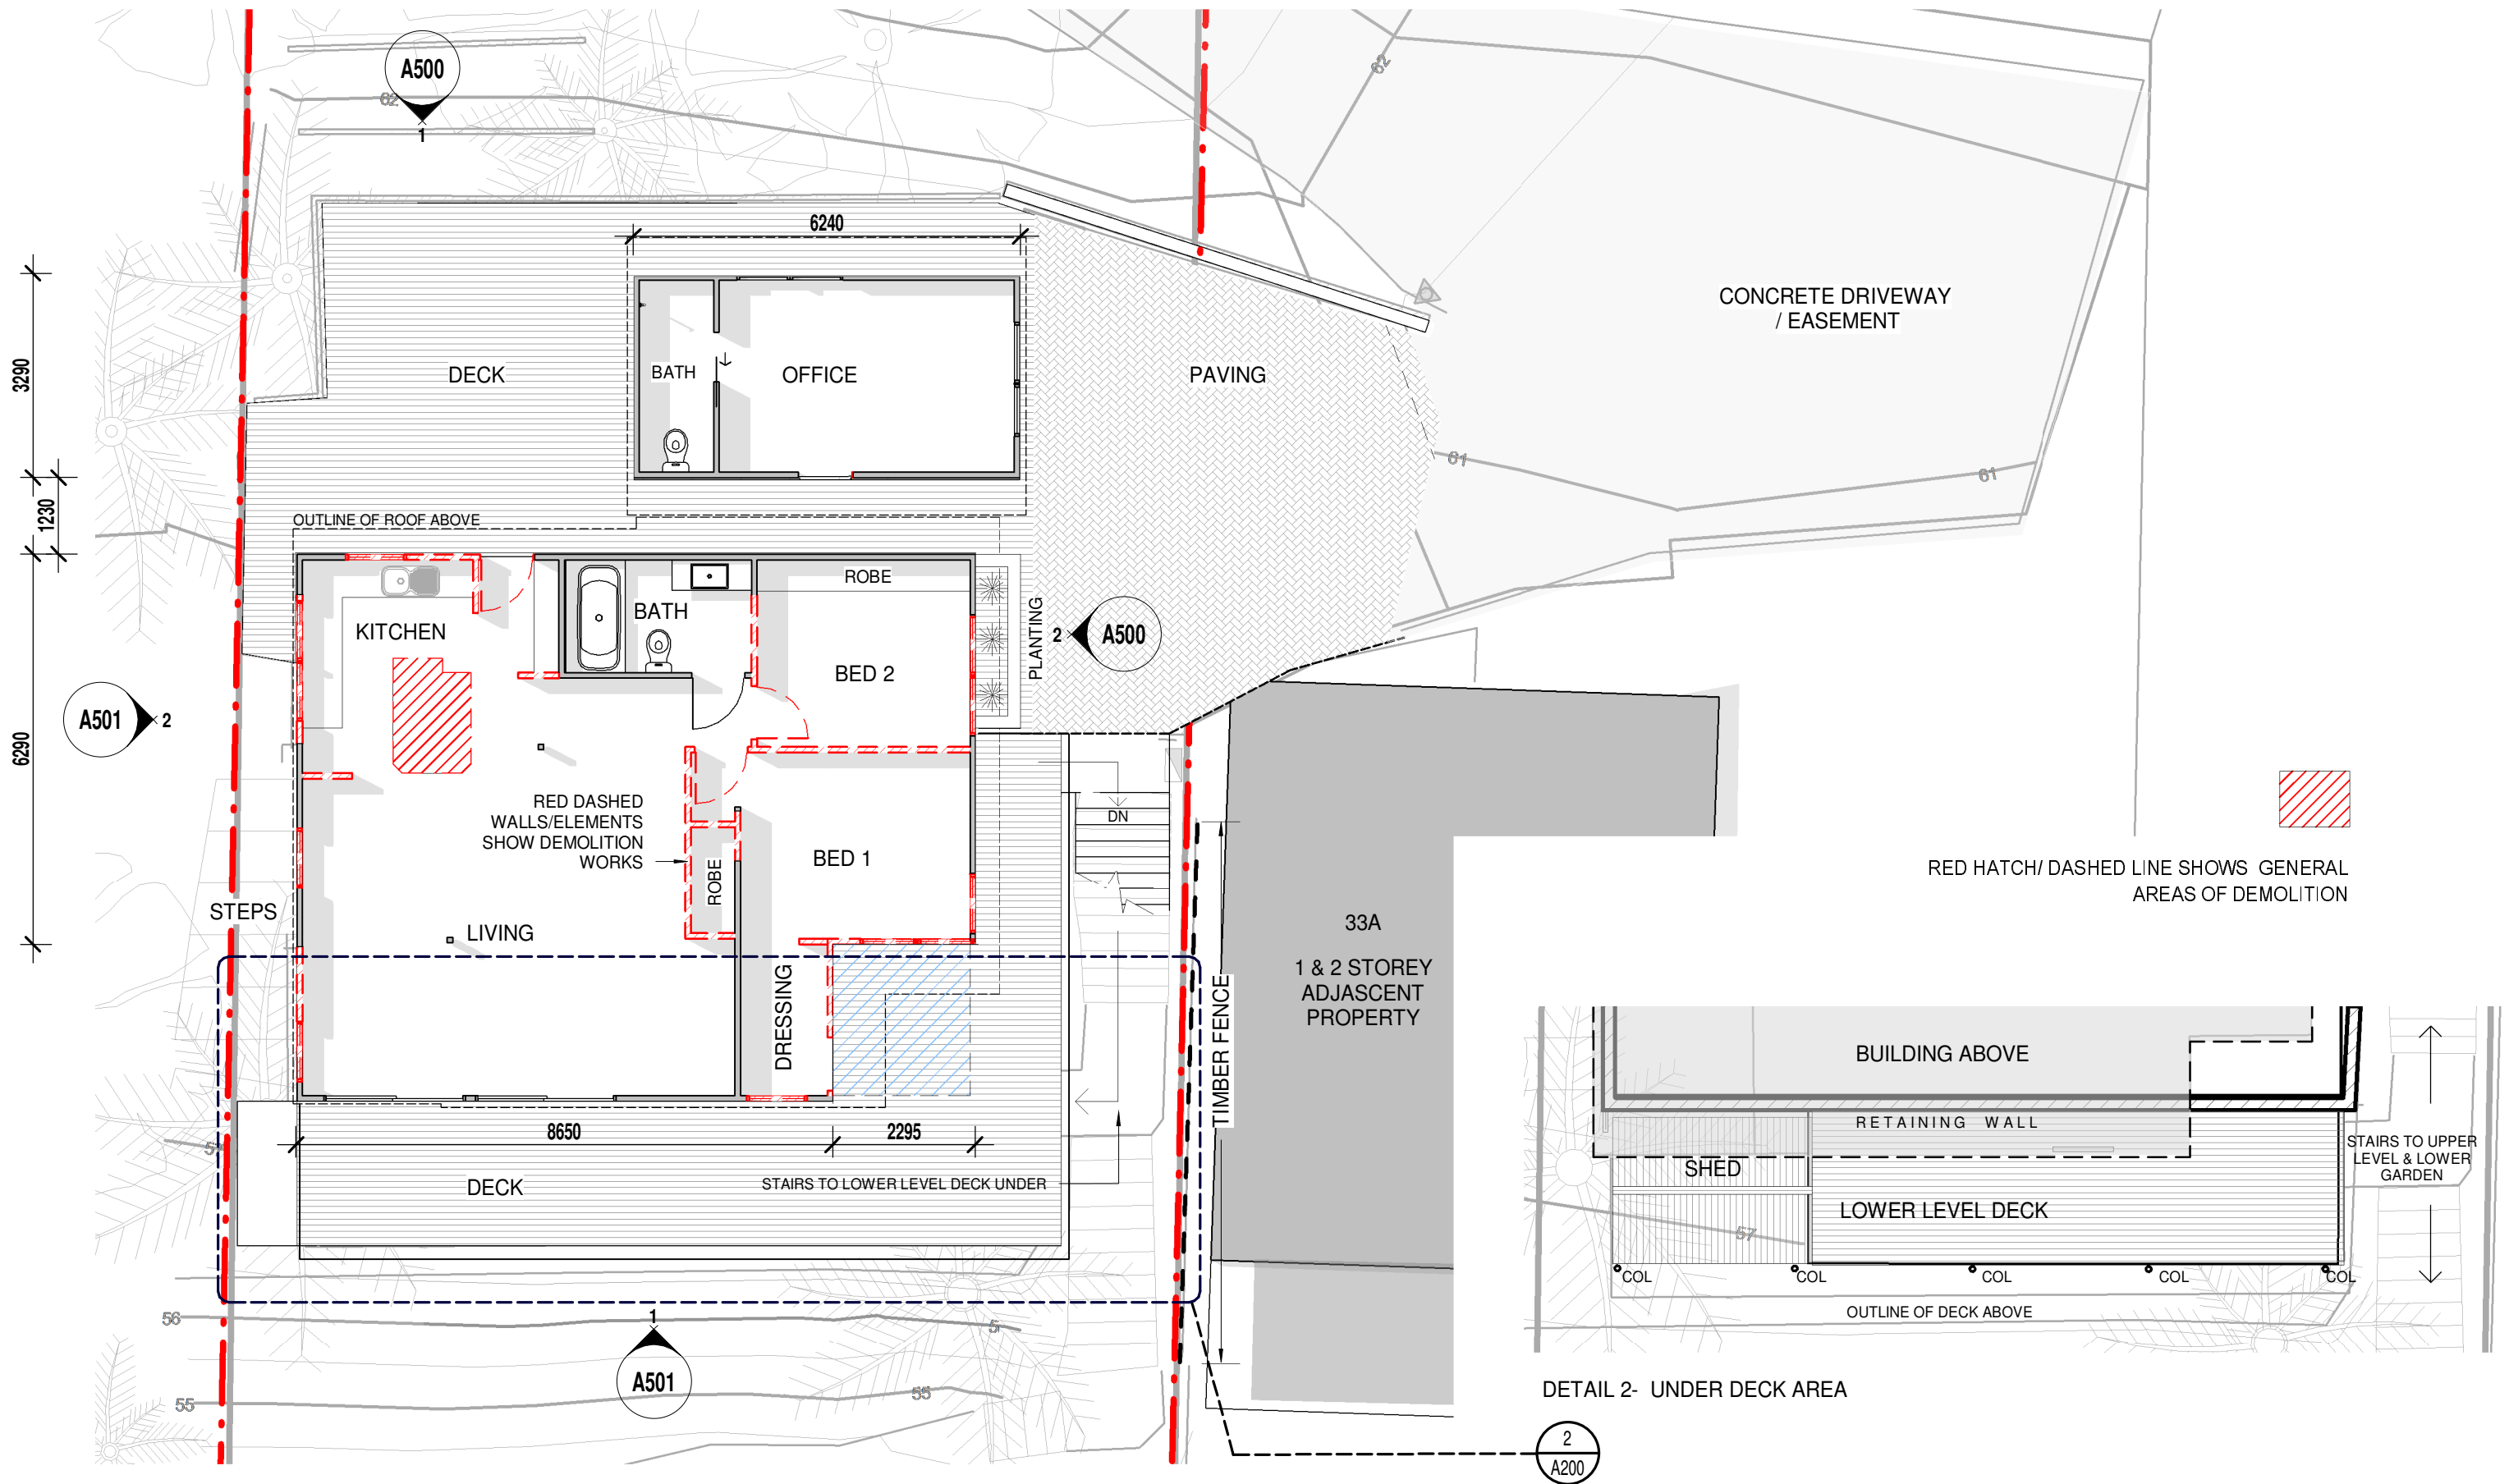 A500
1
62
62
6240
3290
1230
6290
DECK
BATH
OFFICE
PAVING
CONCRETE DRIVEWAY
/ EASEMENT
61
61
OUTLINE OF ROOF ABOVE
ROBE
BATH
KITCHEN
BED 2
PLANTING
2
A500
A501
2
RED DASHED
WALLS/ELEMENTS
SHOW DEMOLITION
WORKS
ROBE
BED 1
DN
STEPS
LIVING
DRESSING
TIMBER FENCE
33A
1 & 2 STOREY
ADJASCENT
PROPERTY
RED HATCH/ DASHED LINE SHOWS GENERAL
AREAS OF DEMOLITION
8650
2295
DECK
STAIRS TO LOWER LEVEL DECK UNDER
56
1
A501
55
55
BUILDING ABOVE
RETAINING WALL
SHED
LOWER LEVEL DECK
57
STAIRS TO UPPER
LEVEL & LOWER
GARDEN
COL
COL
COL
COL
COL
OUTLINE OF DECK ABOVE
DETAIL 2- UNDER DECK AREA
2
A200